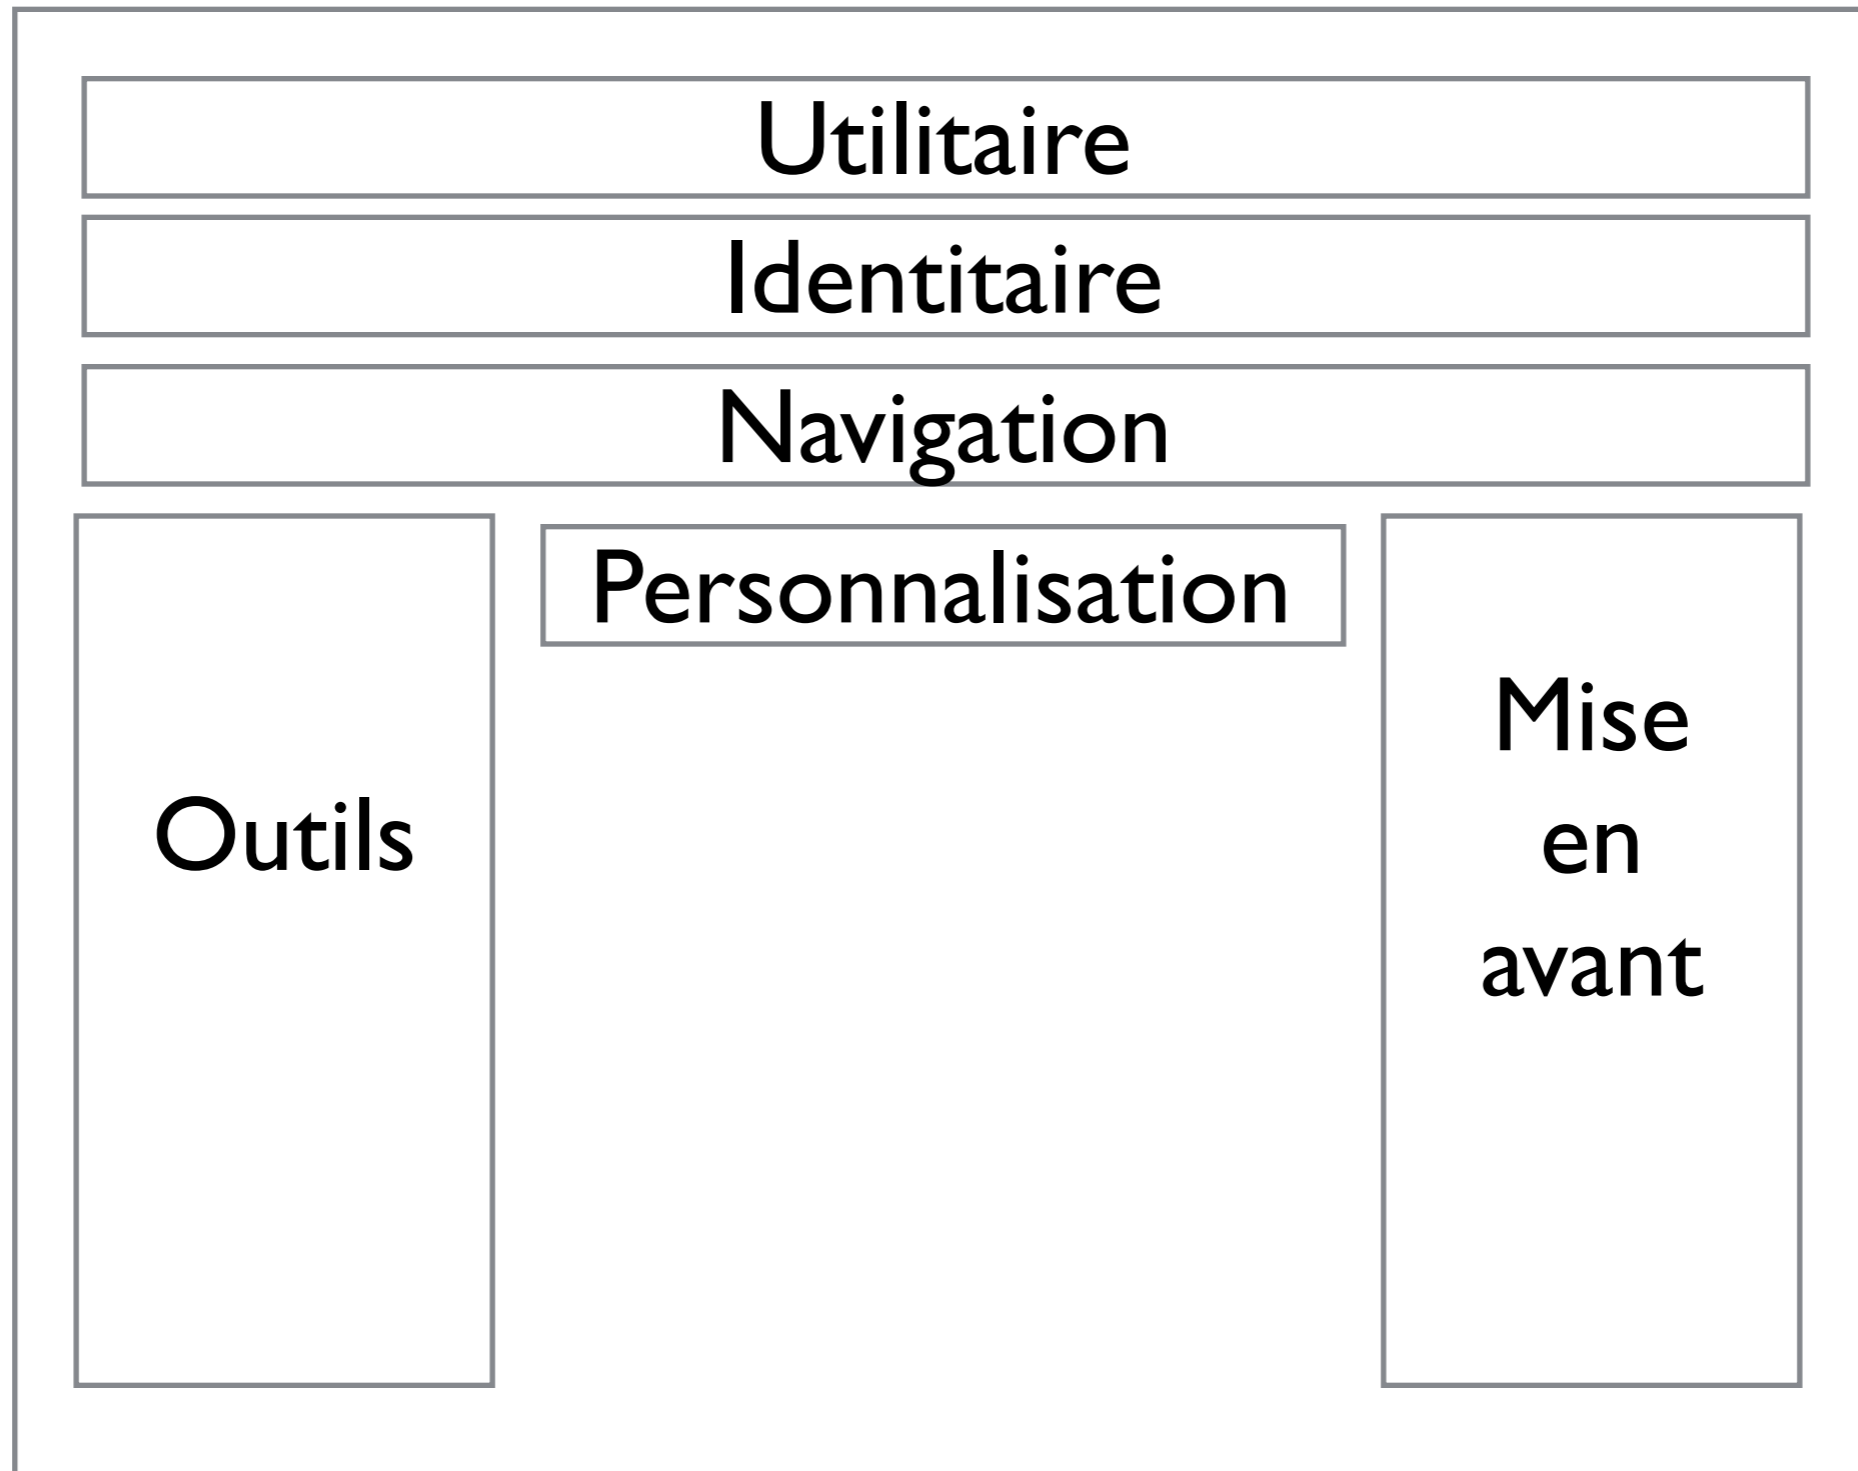 Utilitaire
Identitaire
Navigation
Personnalisation
Outils
Mise
en
avant